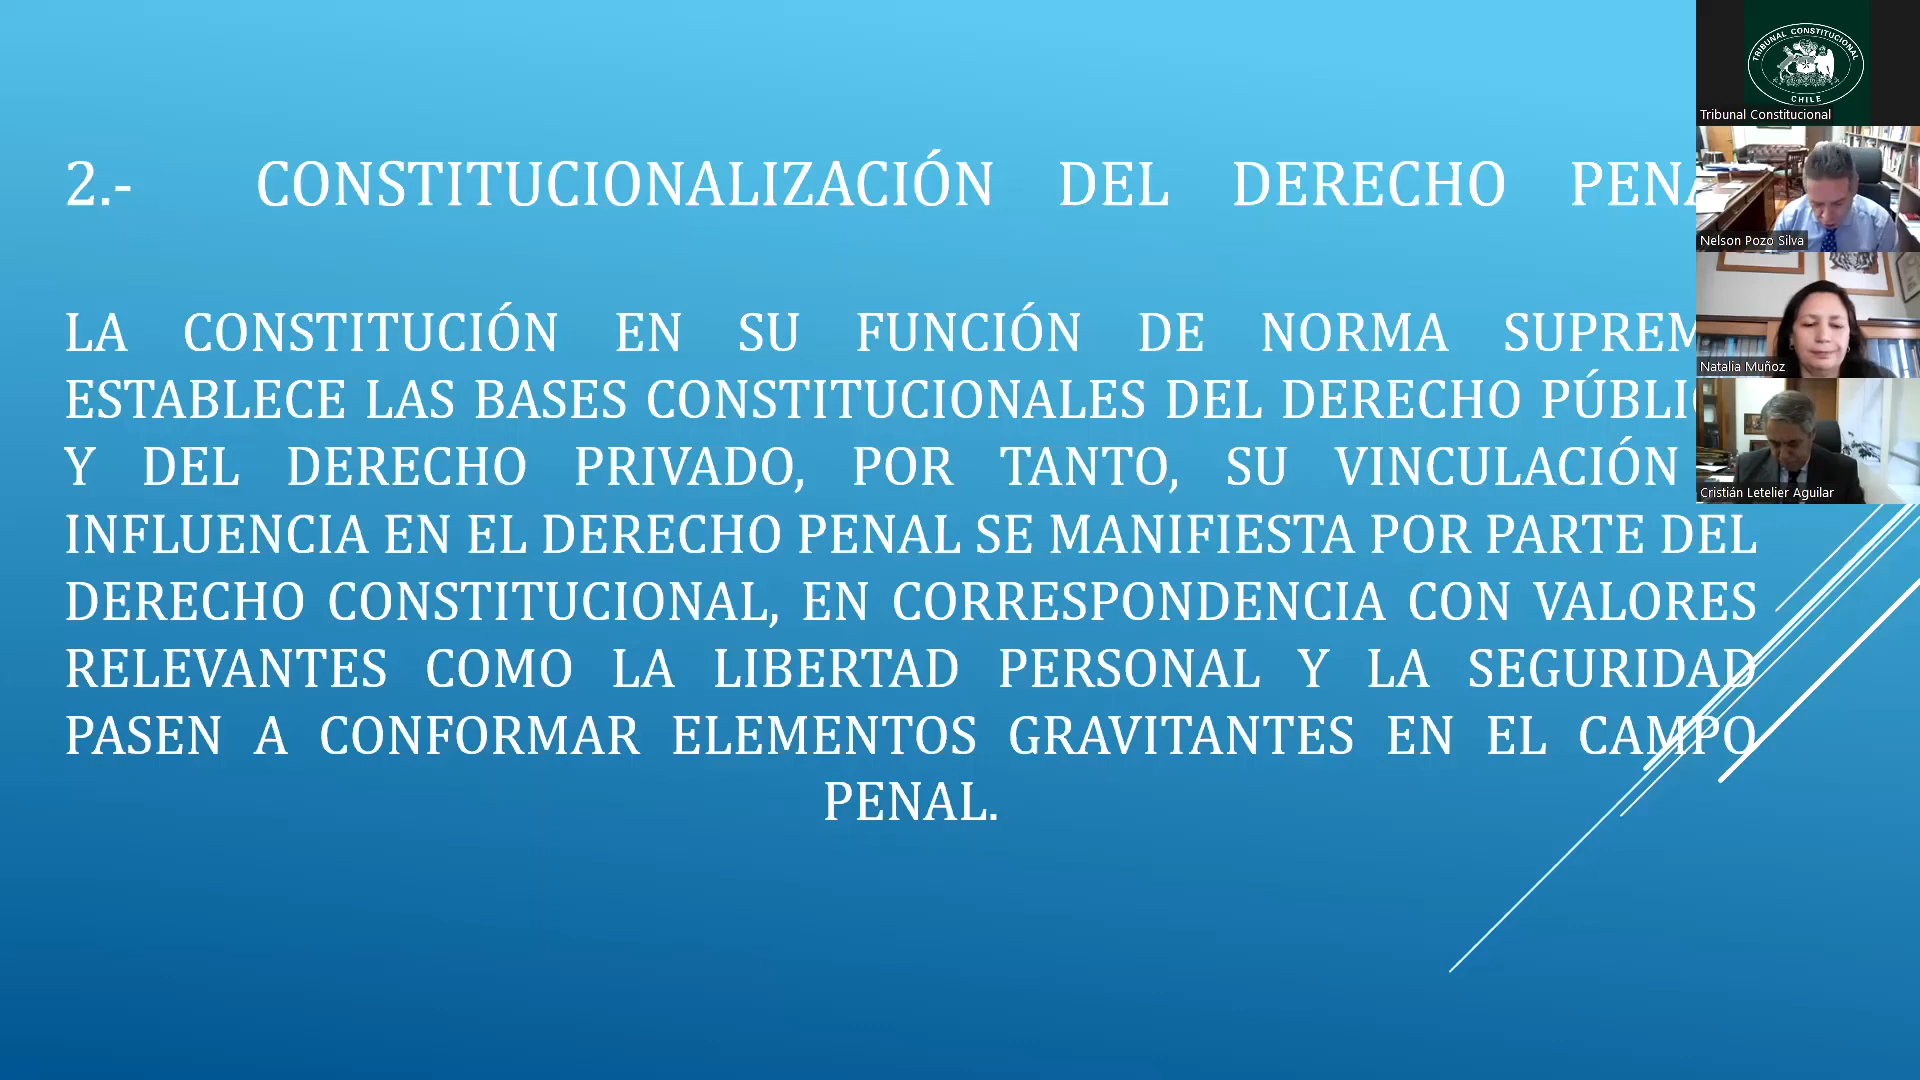 2.- CONSTITUCIONALIZACIÓN DEL DERECHO
LA CONSTITUCIÓN EN SU FUNCIÓN DE NORMA
ESTABLECE LAS BASES CONSTITUCIONALES DEL DERECHO
Y DEL DERECHO PRIVADO, POR TANTO, SU VINCULACIÓN
INFLUENCIA EN EL DERECHO PENAL SE MANIFIESTA POR PARTE DEL
DERECHO CONSTITUCIONAL, EN CORRESPONDENCIA CON VALORES
RELEVANTES COMO LA LIBERTAD PERSONAL Y LA SEGURIDAD
PASEN A CONFORMAR ELEMENTOS GRAVITANTES EN EL CAMPO
PENAL.
TRIBUNAL CONSTITUCIONAL
CHILE
Tribunal Constitucional
Nelson Pozo Silva
Natalia Muñoz
Cristián Letelier Aguilar